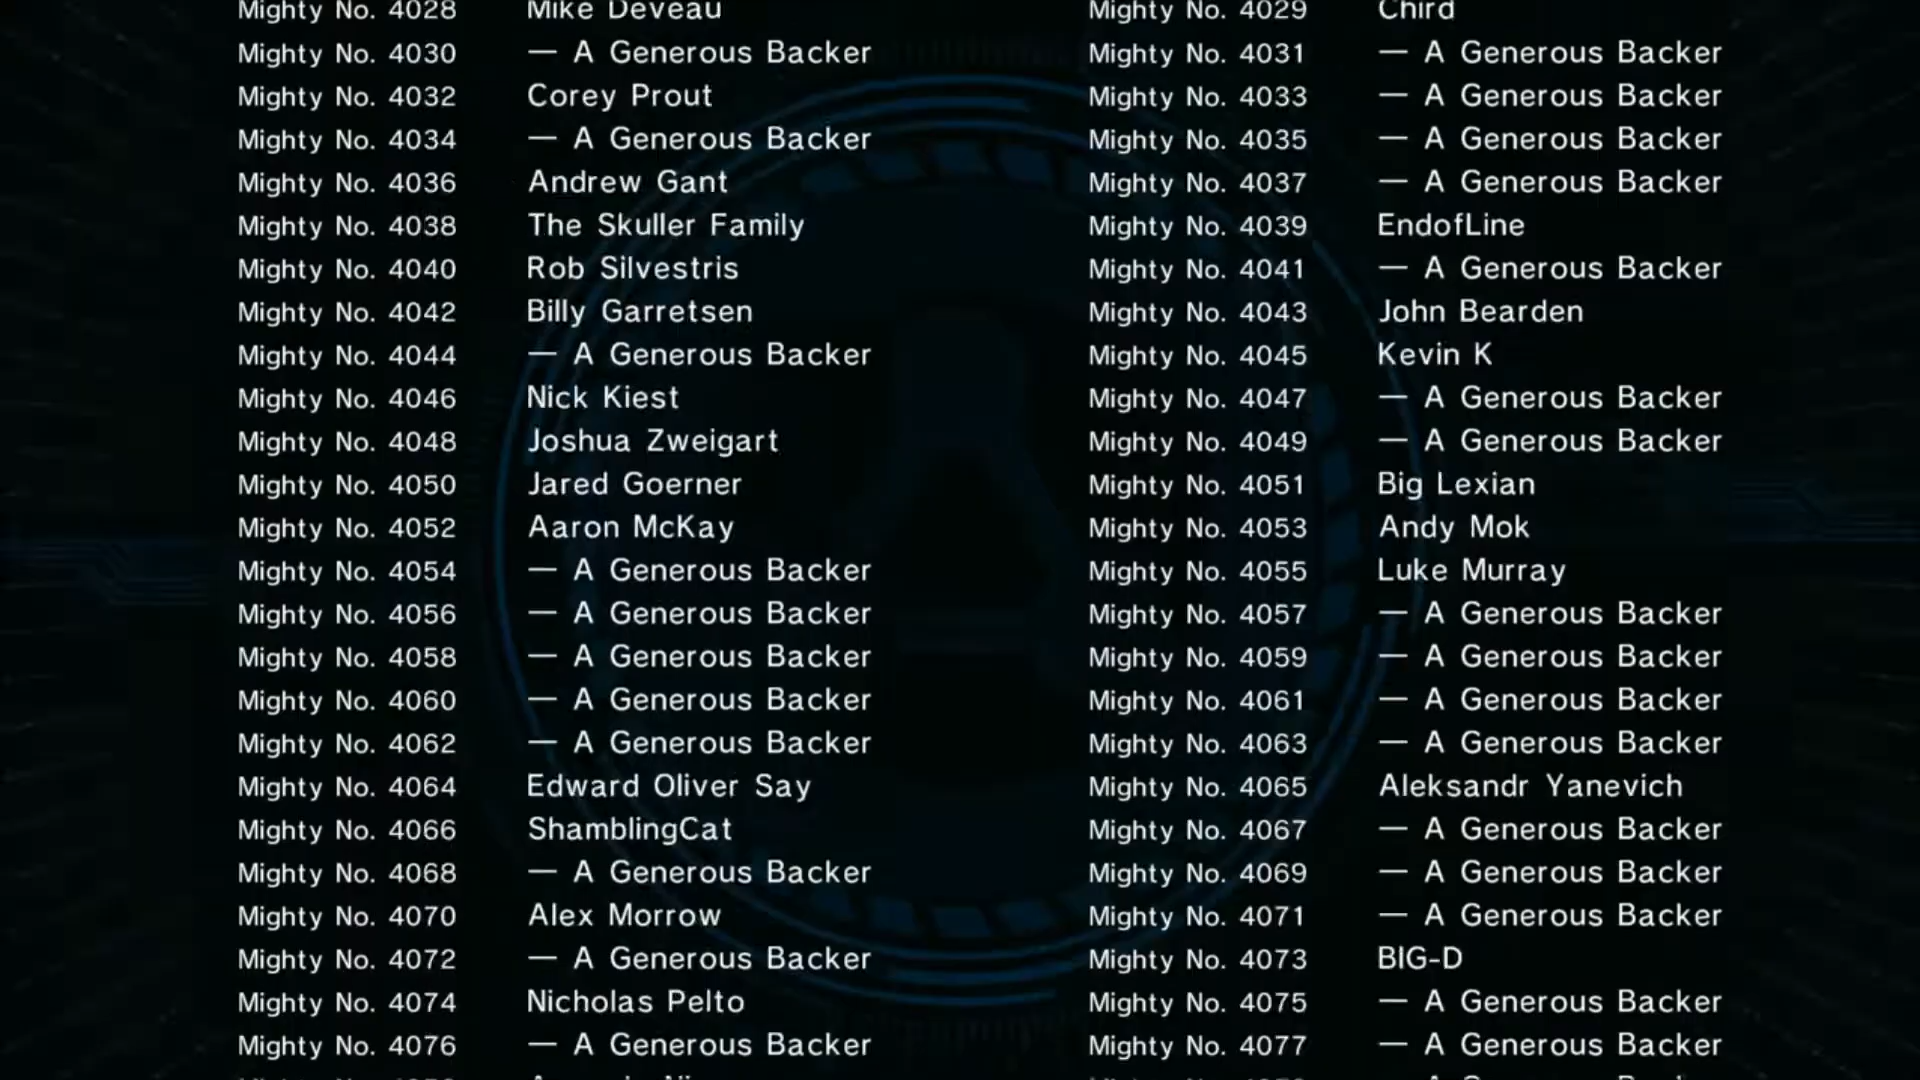 Mighty No. 4028 Mike Deveau Mighty No. 4029 Chird
Mighty No. 4030 — A Generous Backer Mighty No. 4031 — A Generous Backer
Mighty No. 4032 Corey Prout Mighty No. 4033 — A Generous Backer
Mighty No. 4034 — A Generous Backer Mighty No. 4035 — A Generous Backer
Mighty No. 4036 Andrew Gant Mighty No. 4037 — A Generous Backer
Mighty No. 4038 The Skuller Family Mighty No. 4039 EndofLine
Mighty No. 4040 Rob Silvestris Mighty No. 4041 — A Generous Backer
Mighty No. 4042 Billy Garretsen Mighty No. 4043 John Bearden
Mighty No. 4044 — A Generous Backer Mighty No. 4045 Kevin K
Mighty No. 4046 Nick Kiest Mighty No. 4047 — A Generous Backer
Mighty No. 4048 Joshua Zweigart Mighty No. 4049 — A Generous Backer
Mighty No. 4050 Jared Goerner Mighty No. 4051 Big Lexian
Mighty No. 4052 Aaron McKay Mighty No. 4053 Andy Mok
Mighty No. 4054 — A Generous Backer Mighty No. 4055 Luke Murray
Mighty No. 4056 — A Generous Backer Mighty No. 4057 — A Generous Backer
Mighty No. 4058 — A Generous Backer Mighty No. 4059 — A Generous Backer
Mighty No. 4060 — A Generous Backer Mighty No. 4061 — A Generous Backer
Mighty No. 4062 — A Generous Backer Mighty No. 4063 — A Generous Backer
Mighty No. 4064 Edward Oliver Say Mighty No. 4065 Aleksandr Yanevich
Mighty No. 4066 ShamblingCat Mighty No. 4067 — A Generous Backer
Mighty No. 4068 — A Generous Backer Mighty No. 4069 — A Generous Backer
Mighty No. 4070 Alex Morrow Mighty No. 4071 — A Generous Backer
Mighty No. 4072 — A Generous Backer Mighty No. 4073 BIG-D
Mighty No. 4074 Nicholas Pelto Mighty No. 4075 — A Generous Backer
Mighty No. 4076 — A Generous Backer Mighty No. 4077 — A Generous Backer